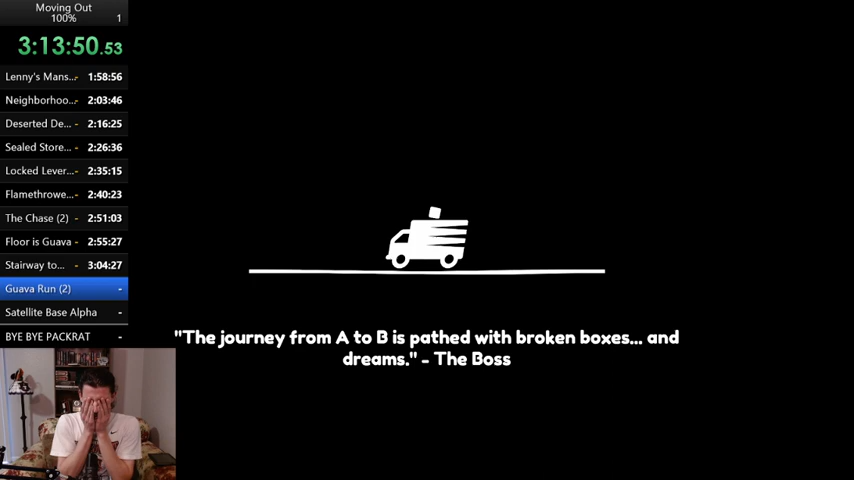 Moving Out
100% 1
3:13:50.53
Lenny's Mans... - 1:58:56
Neighborhoo... - 2:03:46
Deserted De... - 2:16:25
Sealed Store... - 2:26:36
Locked Lever... - 2:35:15
Flamethrowe... - 2:40:23
The Chase (2) - 2:51:03
Floor is Guava - 2:55:27
Stairway to... - 3:04:27
Guava Run (2) -
Satellite Base Alpha -
BYE BYE PACKRAT -
"The journey from A to B is pathed with broken boxes... and
dreams." - The Boss